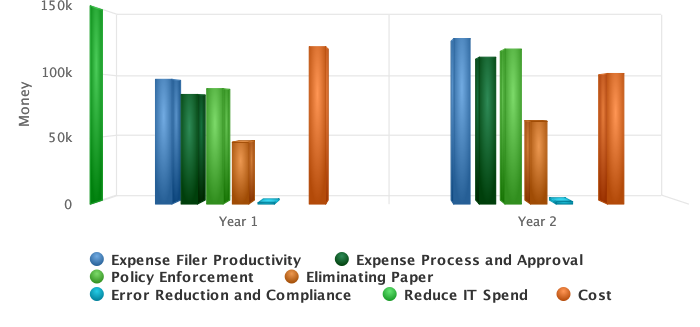 150k
100k
50k
0
Money
Year 1
Year 2
Expense Filer Productivity
Expense Process and Approval
Policy Enforcement
Eliminating Paper
Error Reduction and Compliance
Reduce IT Spend
Cost